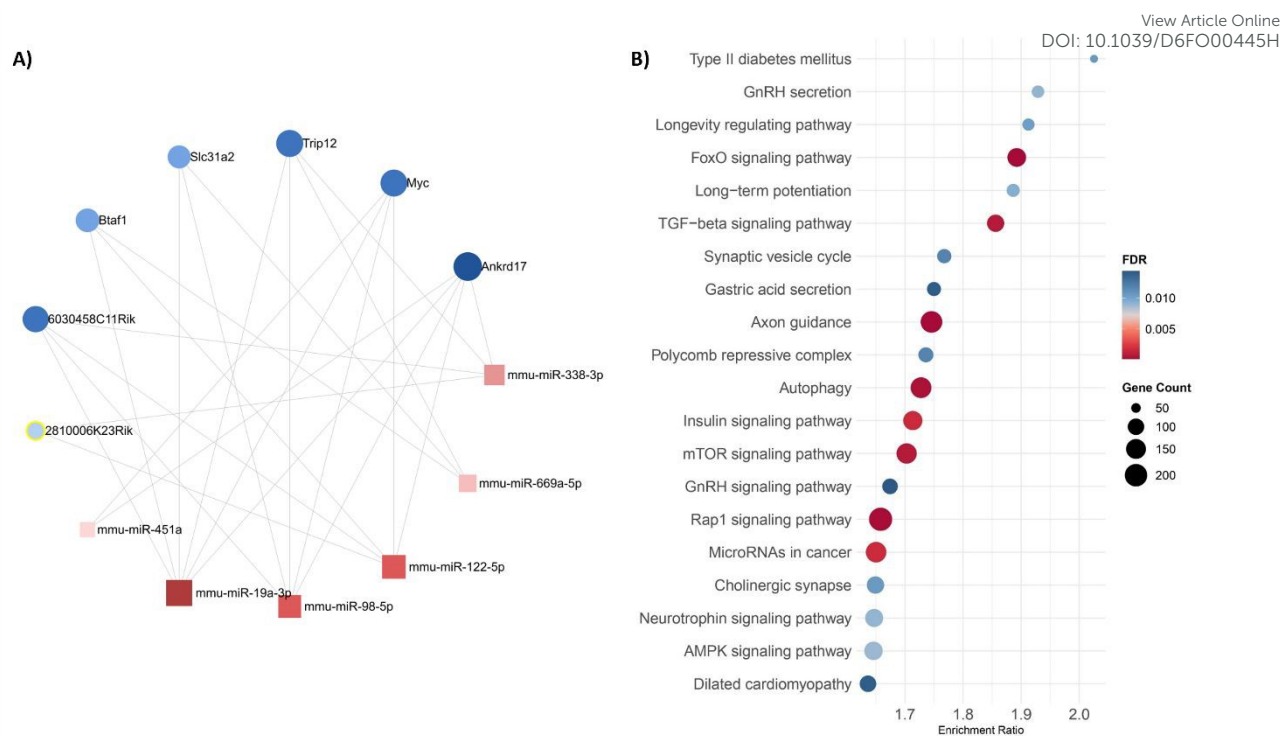 View Article Online
DOI: 10.1039/D6FO00445H
A)
Trip12
Slc31a2
Myc
Btaf1
Ankrd17
6030458C11Rik
mmu-miR-338-3p
2810006K23Rik
mmu-miR-669a-5p
mmu-miR-451a
mmu-miR-122-5p
mmu-miR-19a-3p
mmu-miR-98-5p
B)
Type II diabetes mellitus
GnRH secretion
Longevity regulating pathway
FoxO signaling pathway
Long−term potentiation
TGF−beta signaling pathway
Synaptic vesicle cycle
Gastric acid secretion
Axon guidance
Polycomb repressive complex
Autophagy
Insulin signaling pathway
mTOR signaling pathway
GnRH signaling pathway
Rap1 signaling pathway
MicroRNAs in cancer
Cholinergic synapse
Neurotrophin signaling pathway
AMPK signaling pathway
Dilated cardiomyopathy
1.7 1.8 1.9 2.0
Enrichment Ratio
FDR
0.010
0.005
Gene Count
50
100
150
200